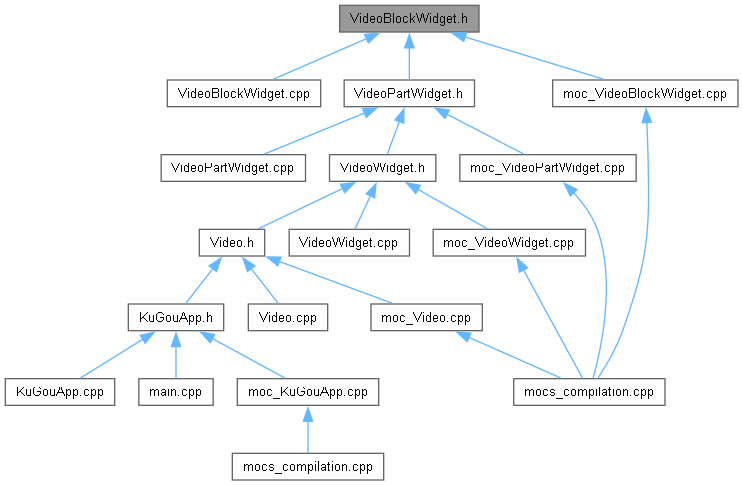 VideoBlockWidget.h
VideoBlockWidget.cpp
VideoPartWidget.h
moc_VideoBlockWidget.cpp
VideoPartWidget.cpp
VideoWidget.h
moc_VideoPartWidget.cpp
Video.h
VideoWidget.cpp
moc_VideoWidget.cpp
KuGouApp.h
Video.cpp
moc_Video.cpp
KuGouApp.cpp
main.cpp
moc_KuGouApp.cpp
mocs_compilation.cpp
mocs_compilation.cpp